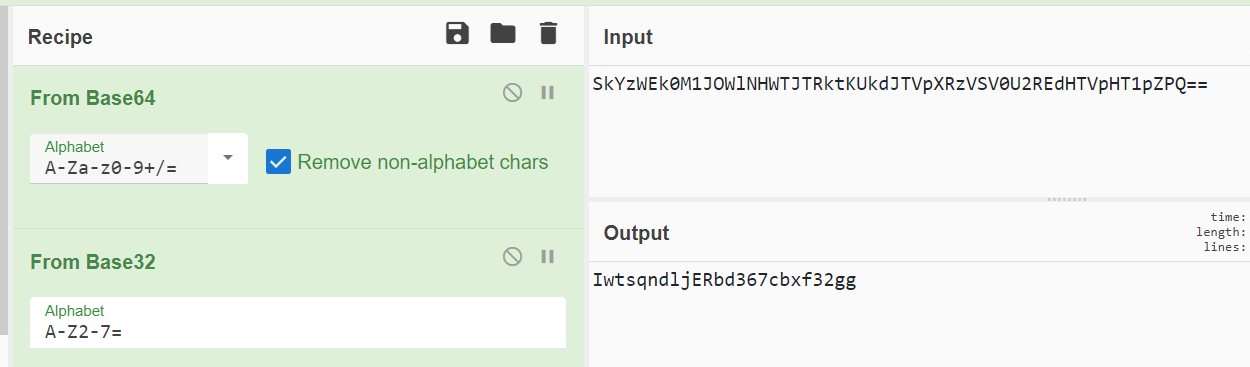 Recipe
From Base64
Alphabet
A-Za-z0-9+/=
Remove non-alphabet chars
From Base32
Alphabet
A-Z2-7=
Input
SkYzWEk0M1JOWlNHWTJTRktKUkdJTVpXRzVSV0U2REdHTVpHT1pZPQ==
time:
length:
lines:
Output
IwtsqndljERbd367cbxf32gg